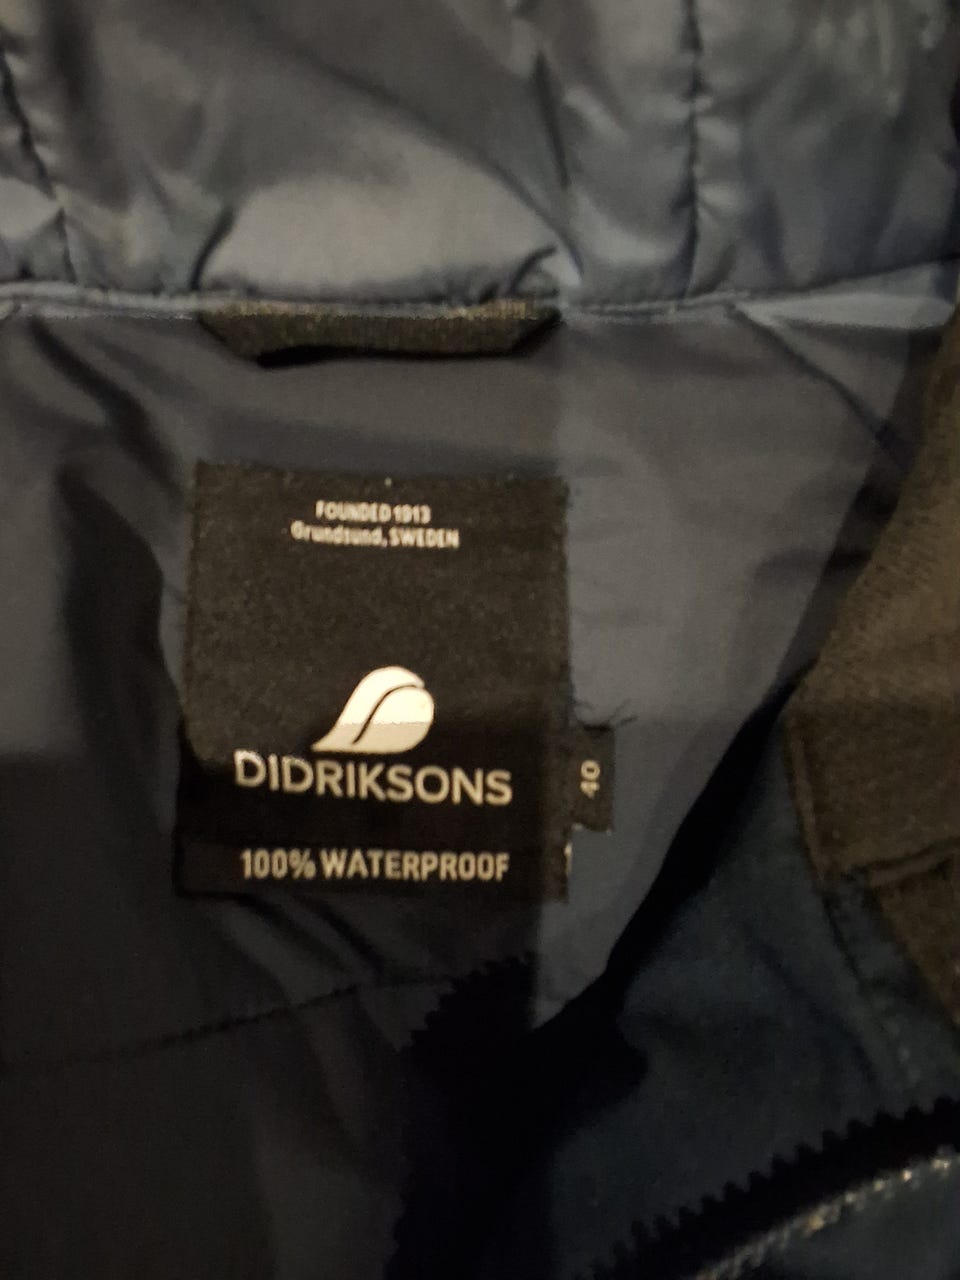 FOUNDED 1913
Grundsund, SWEDEN
DIDRIKSONS
40
100% WATERPROOF